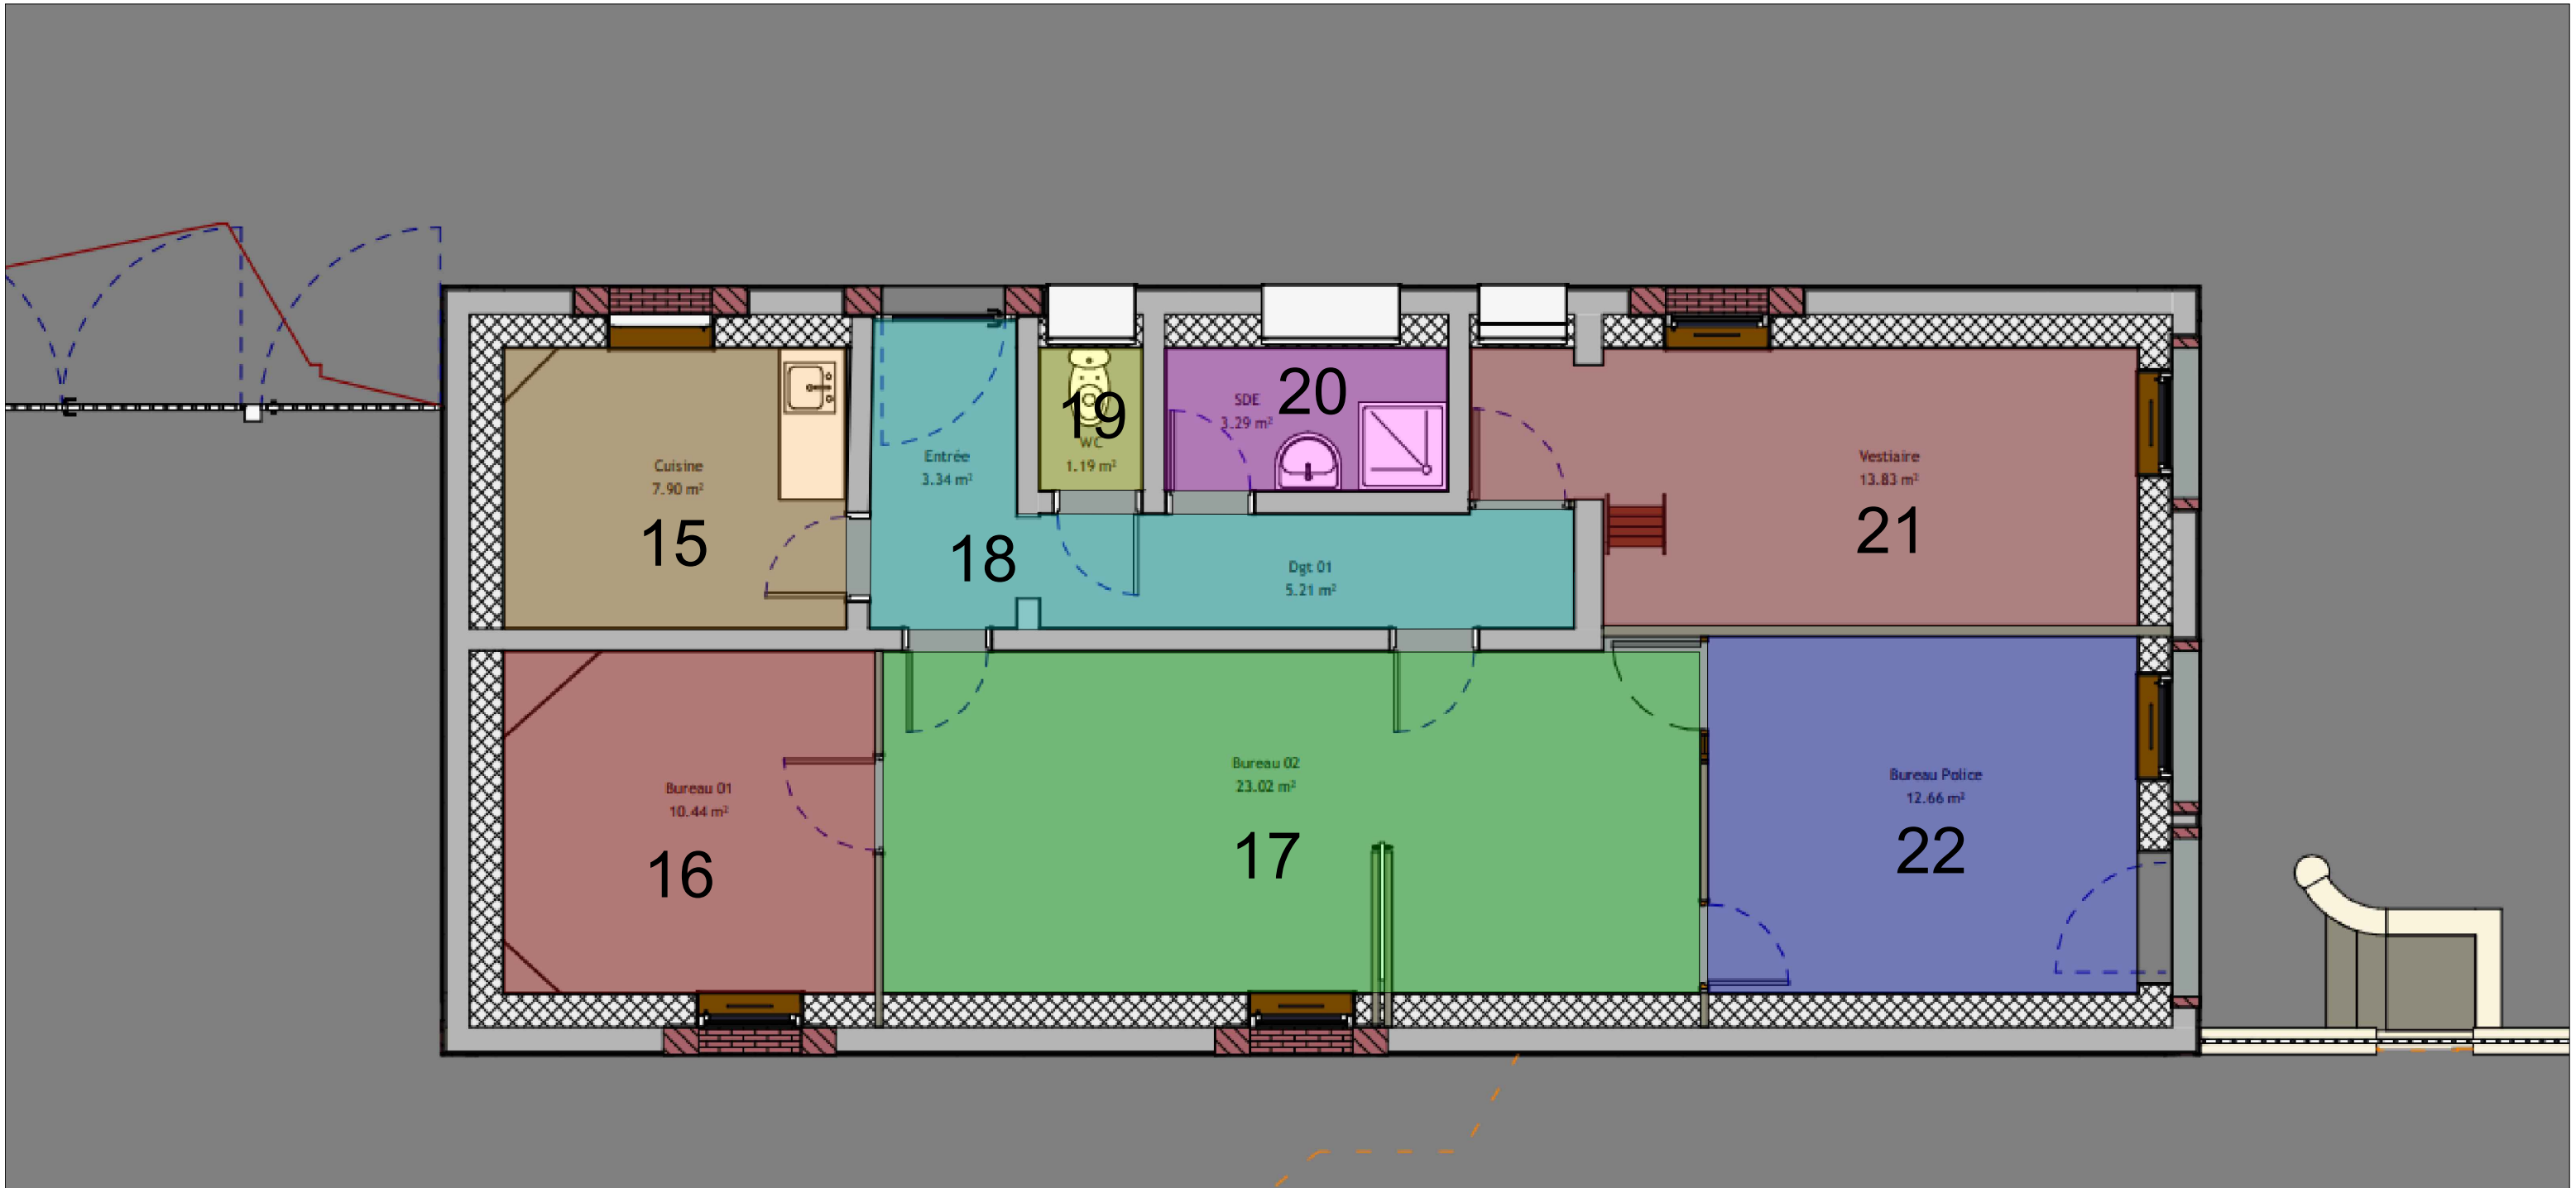 Cuisine
7.90 m²
15
Entrée
3.34 m²
18
19
WC
1.19 m²
SDE
3.29 m²
20
Dgt 01
5.21 m²
Vestiaire
13.83 m²
21
Bureau 01
10.44 m²
16
Bureau 02
23.02 m²
17
Bureau Police
12.66 m²
22